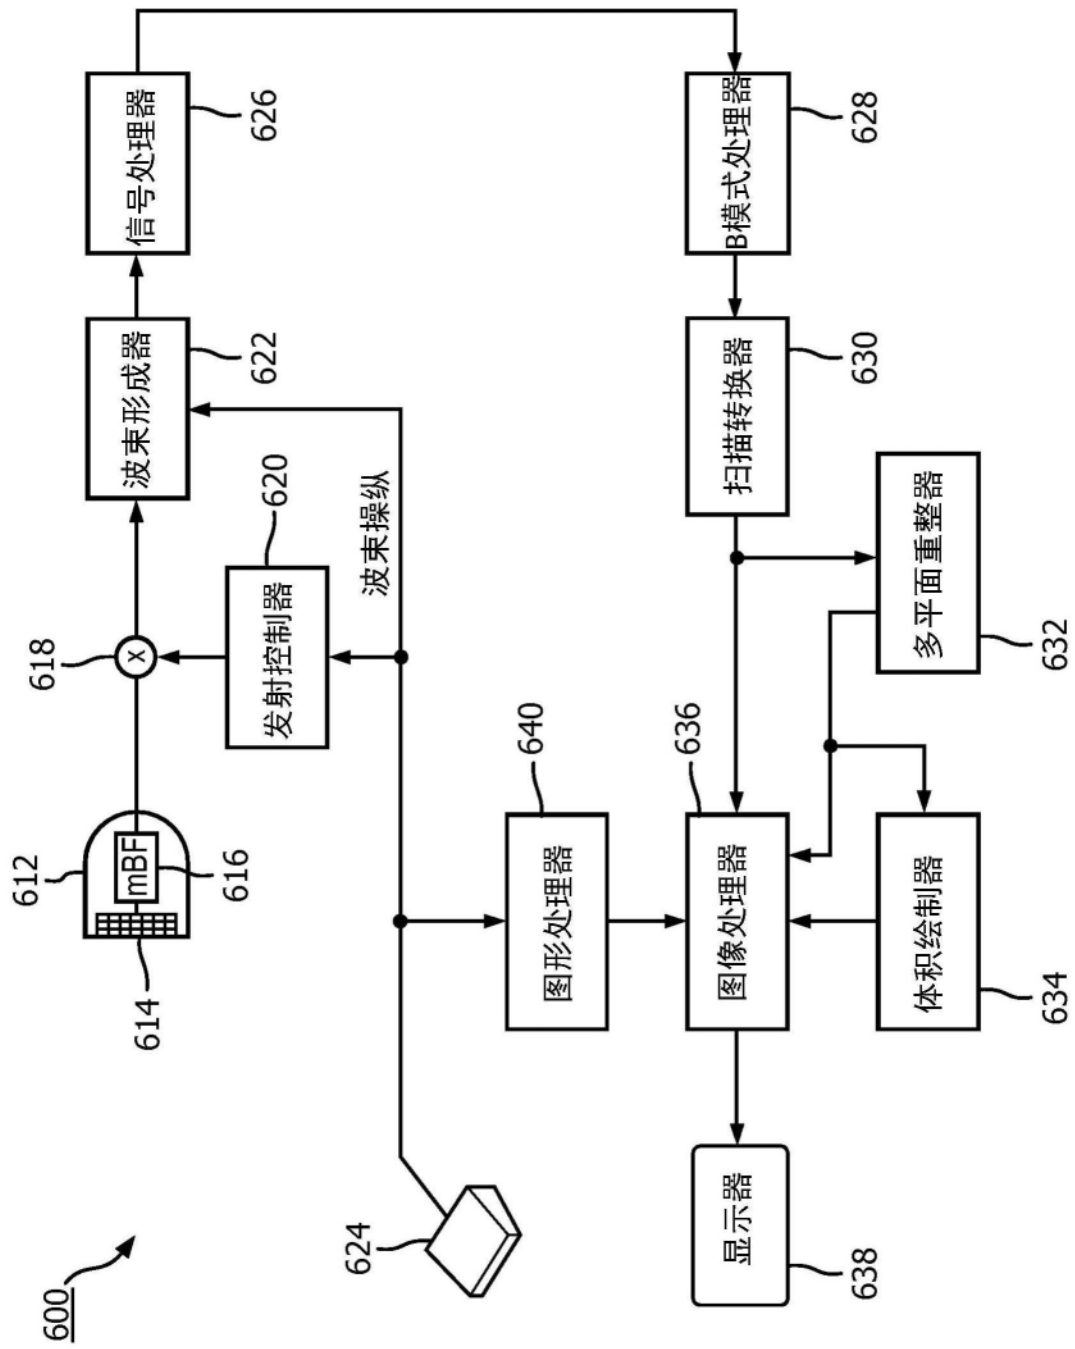 600
612
mBF
616
614
618
发射控制器
620
波束形成器
622
信号处理器
626
波束操纵
624
图形处理器
640
B模式处理器
628
扫描转换器
630
多平面重整器
632
体积绘制器
634
图像处理器
636
显示器
638
X